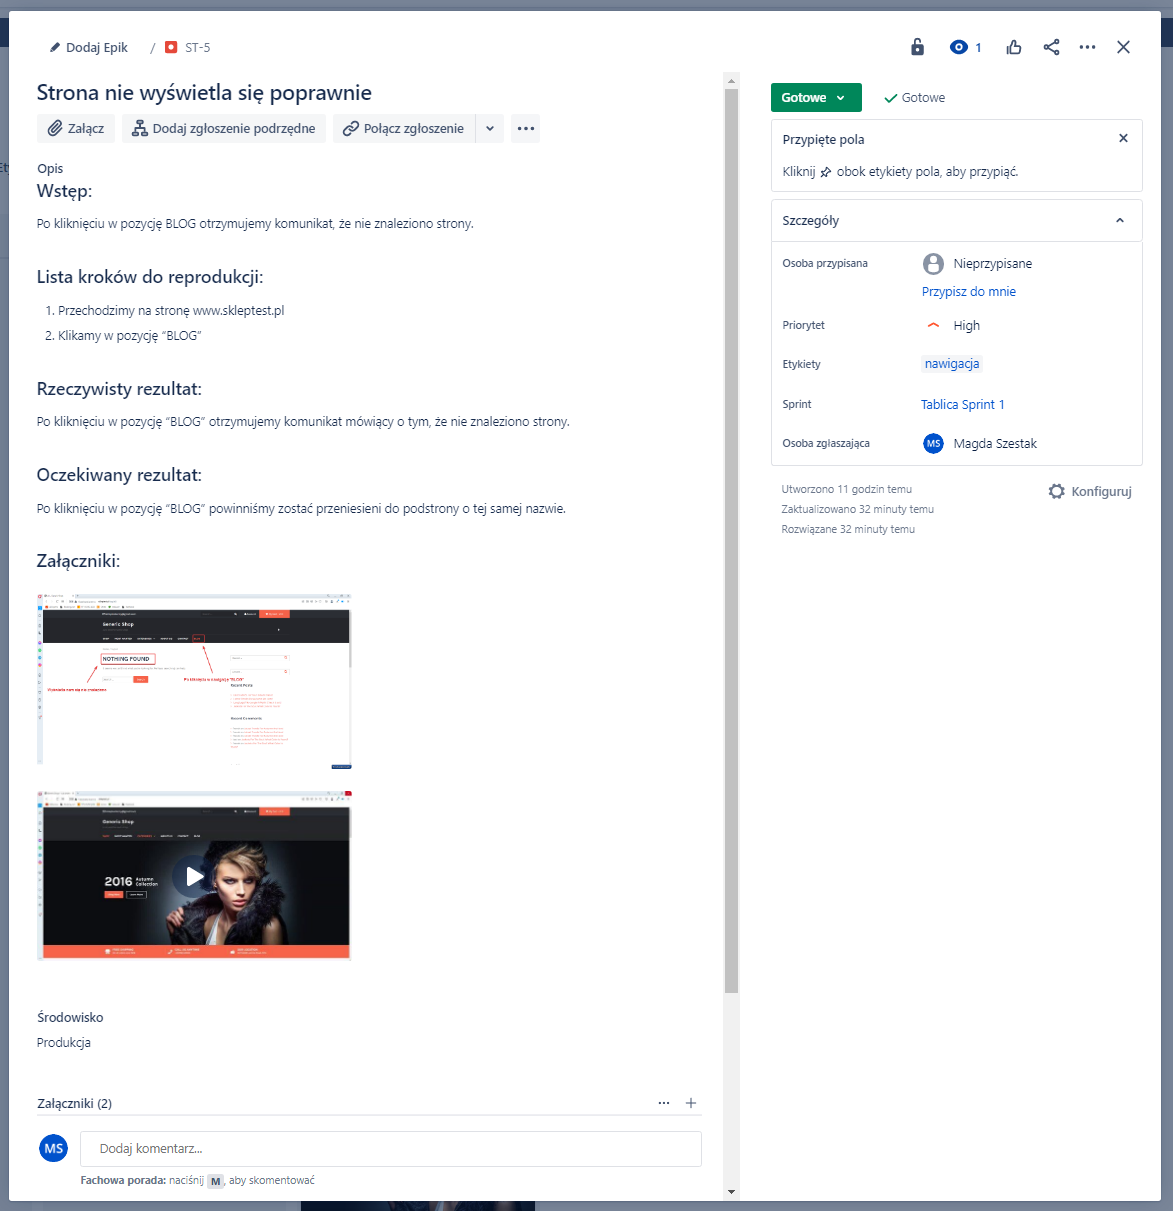 Dodaj Epik / ST-5
1
Strona nie wyświetla się poprawnie
Załącz
Dodaj zgłoszenie podrzędne
Połącz zgłoszenie
Opis
Wstęp:
Po kliknięciu w pozycję BLOG otrzymujemy komunikat, że nie znaleziono strony.
Lista kroków do reprodukcji:
1. Przechodzimy na stronę www.skleptest.pl
2. Klikamy w pozycję “BLOG”
Rzeczywisty rezultat:
Po kliknięciu w pozycję “BLOG” otrzymujemy komunikat mówiący o tym, że nie znaleziono strony.
Oczekiwany rezultat:
Po kliknięciu w pozycję “BLOG” powinniśmy zostać przeniesieni do podstrony o tej samej nazwie.
Załączniki:
Generic Shop
NOTHING FOUND
Recent Posts
Recent Comments
Generic Shop
2016 Autumn
Collection
Środowisko
Produkcja
Załączniki (2)
MS
Dodaj komentarz...
Fachowa porada: naciśnij M, aby skomentować
Gotowe
Gotowe
Przypięte pola
Kliknij obok etykiety pola, aby przypiąć.
Szczegóły
Osoba przypisana
Nieprzypisane
Przypisz do mnie
Priorytet
High
Etykiety
nawigacja
Sprint
Tablica Sprint 1
Osoba zgłaszająca
MS
Magda Szestak
Utworzono 11 godzin temu
Zaktualizowano 32 minuty temu
Rozwiązane 32 minuty temu
Konfiguruj